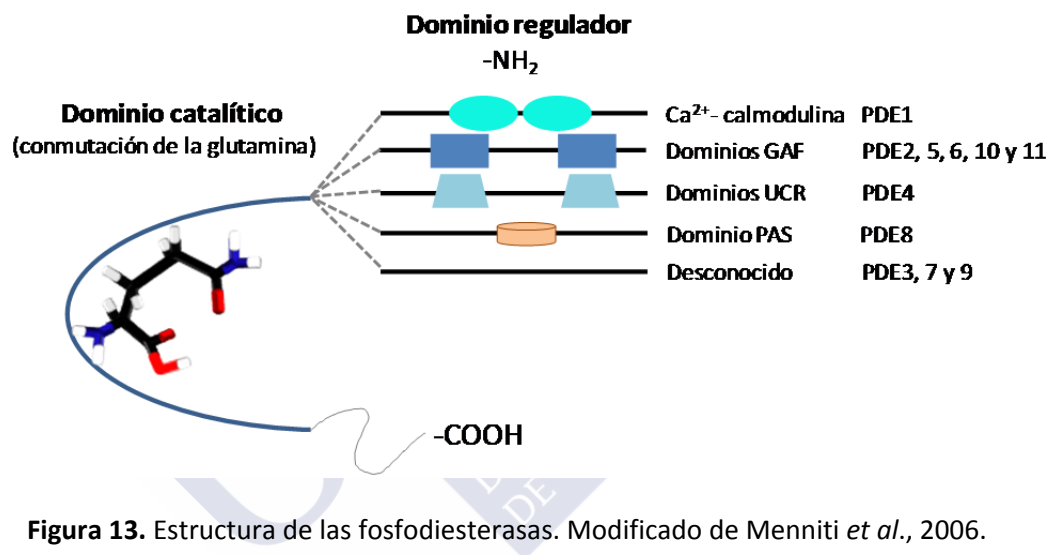 Dominio regulador
-NH₂
Dominio catalítico
(conmutación de la glutamina)
Ca²⁺- calmodulina PDE1
Dominios GAF PDE2, 5, 6, 10 y 11
Dominios UCR PDE4
Dominio PAS PDE8
Desconocido PDE3, 7 y 9
-COOH
DE
Figura 13. Estructura de las fosfodiesterasas. Modificado de Menniti et al., 2006.